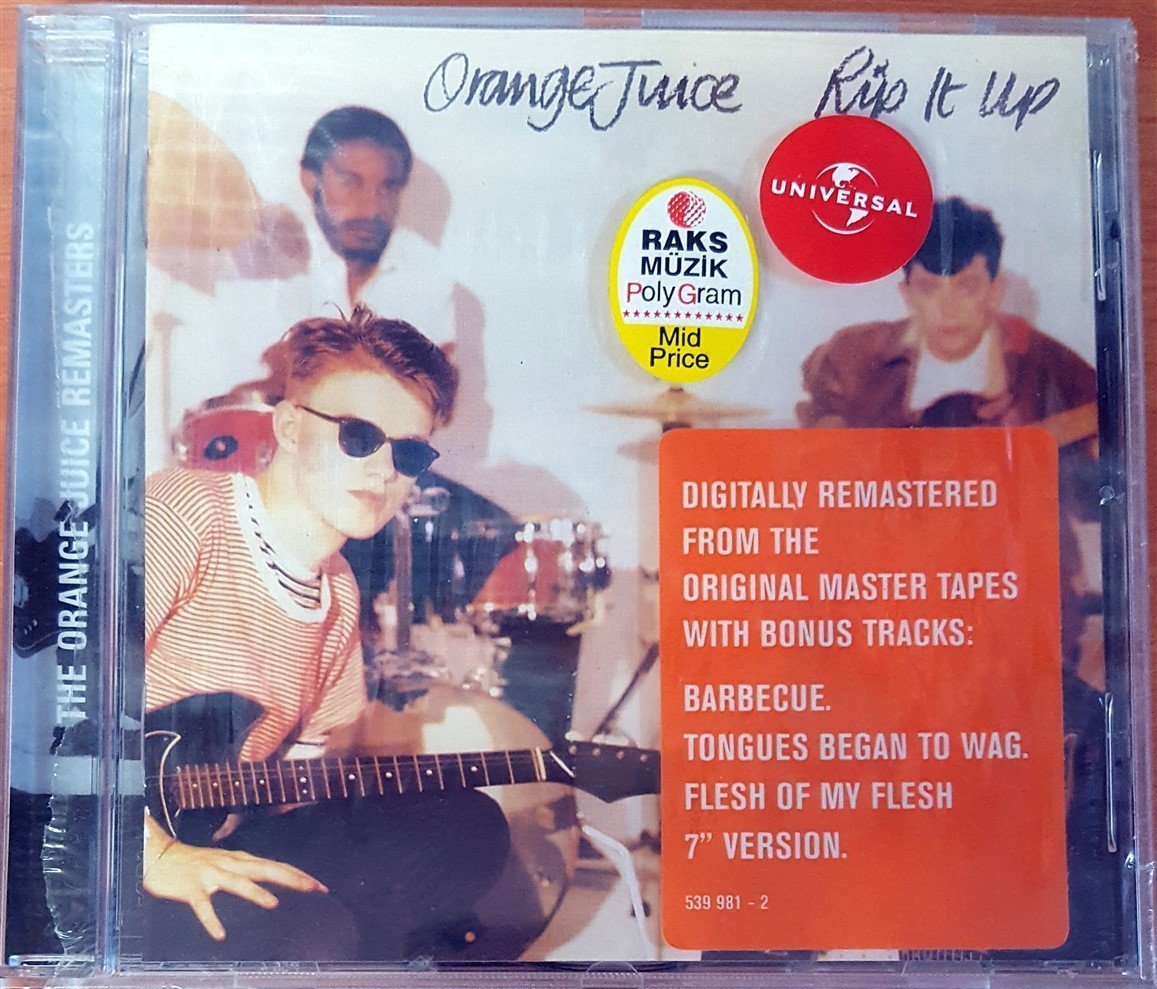 Orange Juice Rip It Up
UNIVERSAL
RAKS
MÜZİK
PolyGram
Mid
Price
THE ORANGE JUICE REMASTERS
DIGITALLY REMASTERED
FROM THE
ORIGINAL MASTER TAPES
WITH BONUS TRACKS:
BARBECUE.
TONGUES BEGAN TO WAG.
FLESH OF MY FLESH
7” VERSION.
539 981 - 2